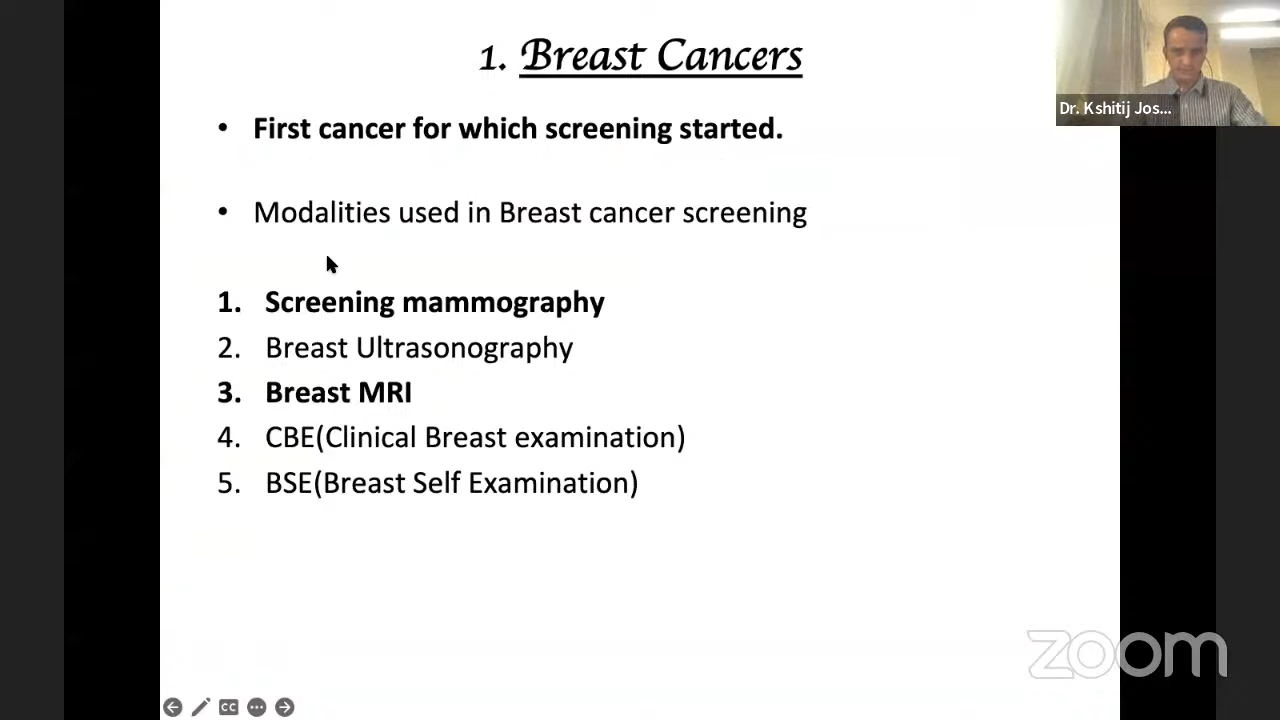 1. Breast Cancers
Dr. Kshitij Jos...
• First cancer for which screening started.
• Modalities used in Breast cancer screening
1. Screening mammography
2. Breast Ultrasonography
3. Breast MRI
4. CBE(Clinical Breast examination)
5. BSE(Breast Self Examination)
zoom
CC